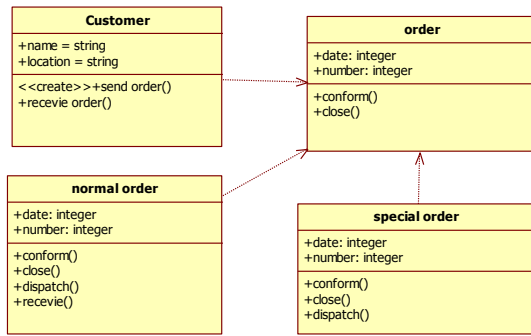 Customer
+name = string
+location = string
<<create>>+send order()
+recevie order()
order
+date: integer
+number: integer
+conform()
+close()
normal order
+date: integer
+number: integer
+conform()
+close()
+dispatch()
+recevie()
special order
+date: integer
+number: integer
+conform()
+close()
+dispatch()